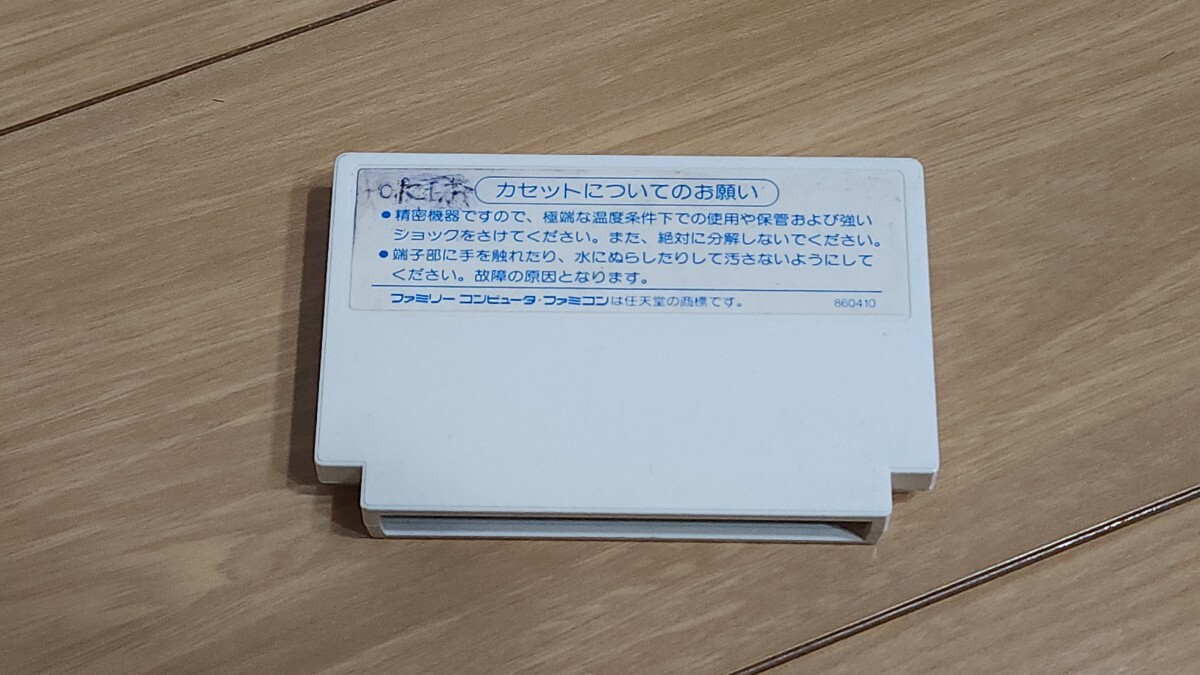 カセットについてのお願い
●精密機器ですので、極端な温度条件下での使用や保管および強い
ショックをさけてください。また、絶対に分解しないでください。
●端子部に手を触れたり、水にぬらしたりして汚さないようにして
ください。故障の原因となります。
ファミリー コンピュータ・ファミコンは任天堂の商標です。 860410